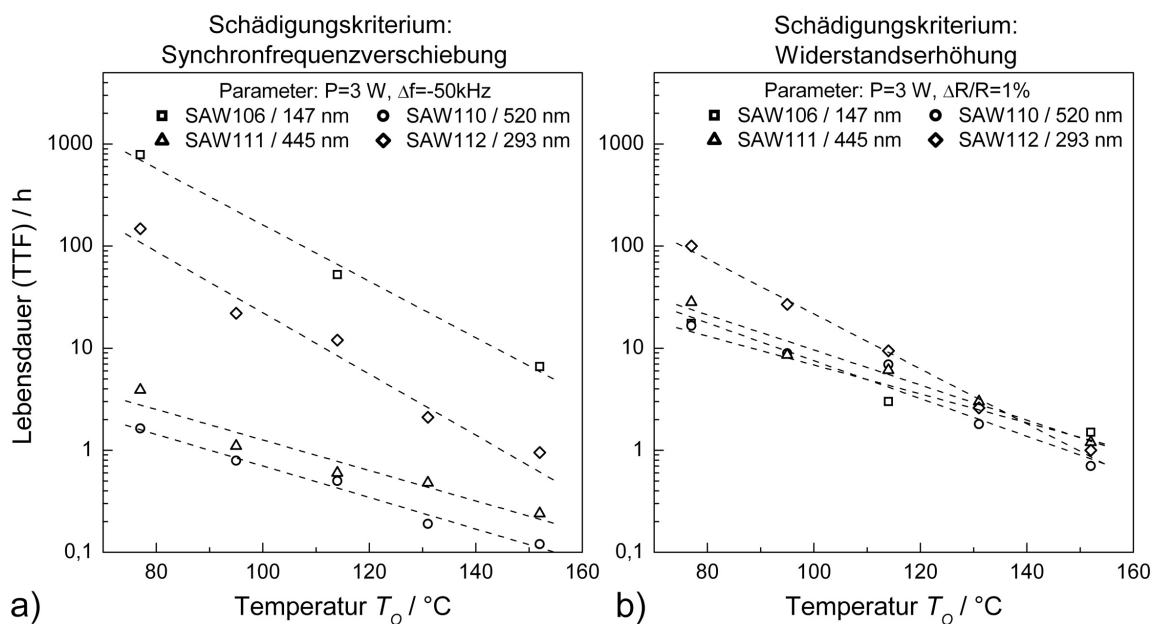 Schädigungskriterium:
Synchronfrequenzverschiebung
Parameter: P=3 W, Δf=-50kHz
SAW106 / 147 nm
SAW110 / 520 nm
SAW111 / 445 nm
SAW112 / 293 nm
Lebensdauer (TTF) / h
1000
100
10
1
0,1
80
100
120
140
160
Temperatur T_O / °C
a)
Schädigungskriterium:
Widerstandserhöhung
Parameter: P=3 W, ΔR/R=1%
SAW106 / 147 nm
SAW110 / 520 nm
SAW111 / 445 nm
SAW112 / 293 nm
1000
100
10
1
0,1
80
100
120
140
160
Temperatur T_O / °C
b)